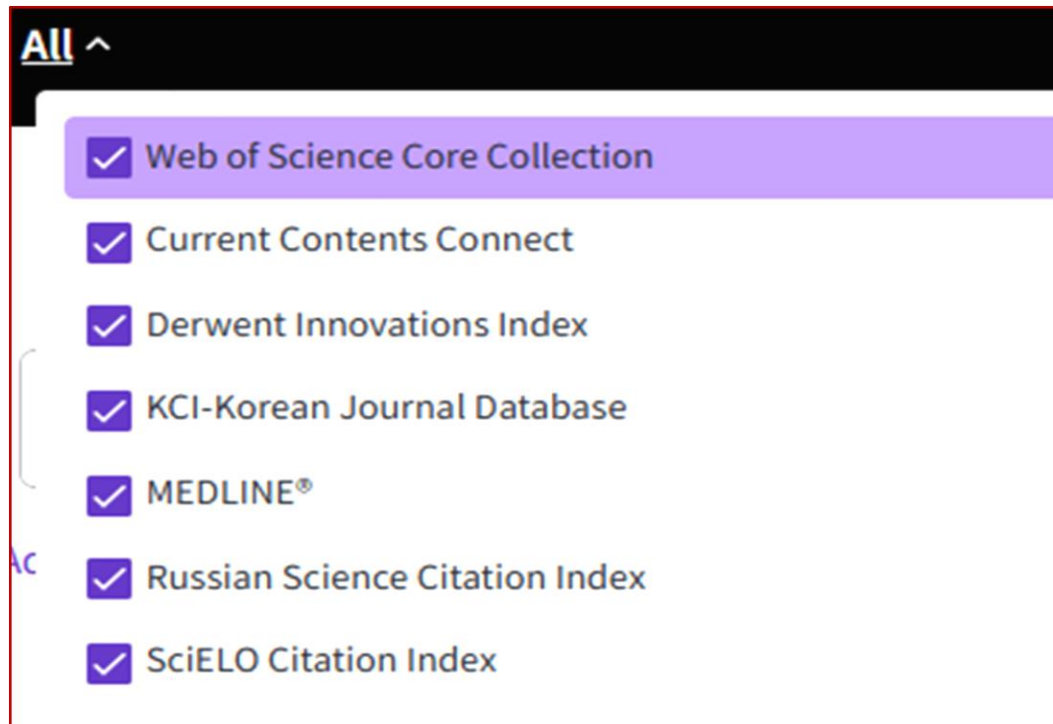 All
Web of Science Core Collection
Current Contents Connect
Derwent Innovations Index
KCI-Korean Journal Database
MEDLINE®
Russian Science Citation Index
SciELO Citation Index